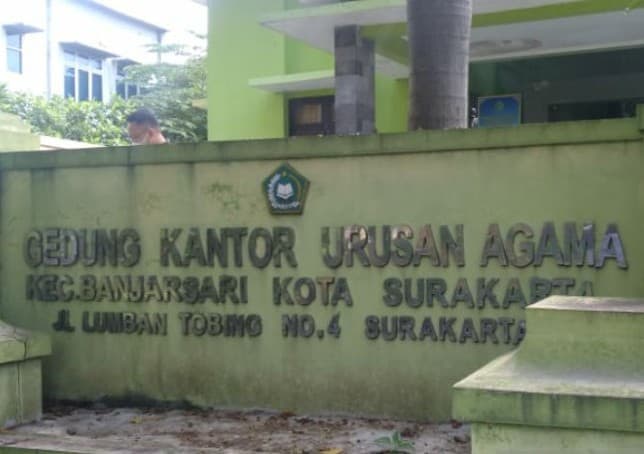 GEDUNG KANTOR URUSAN AGAMA
KEC.BANJARSARI KOTA SURAKARTA
JL LUMBAN TOBING NO.4 SURAKARTA